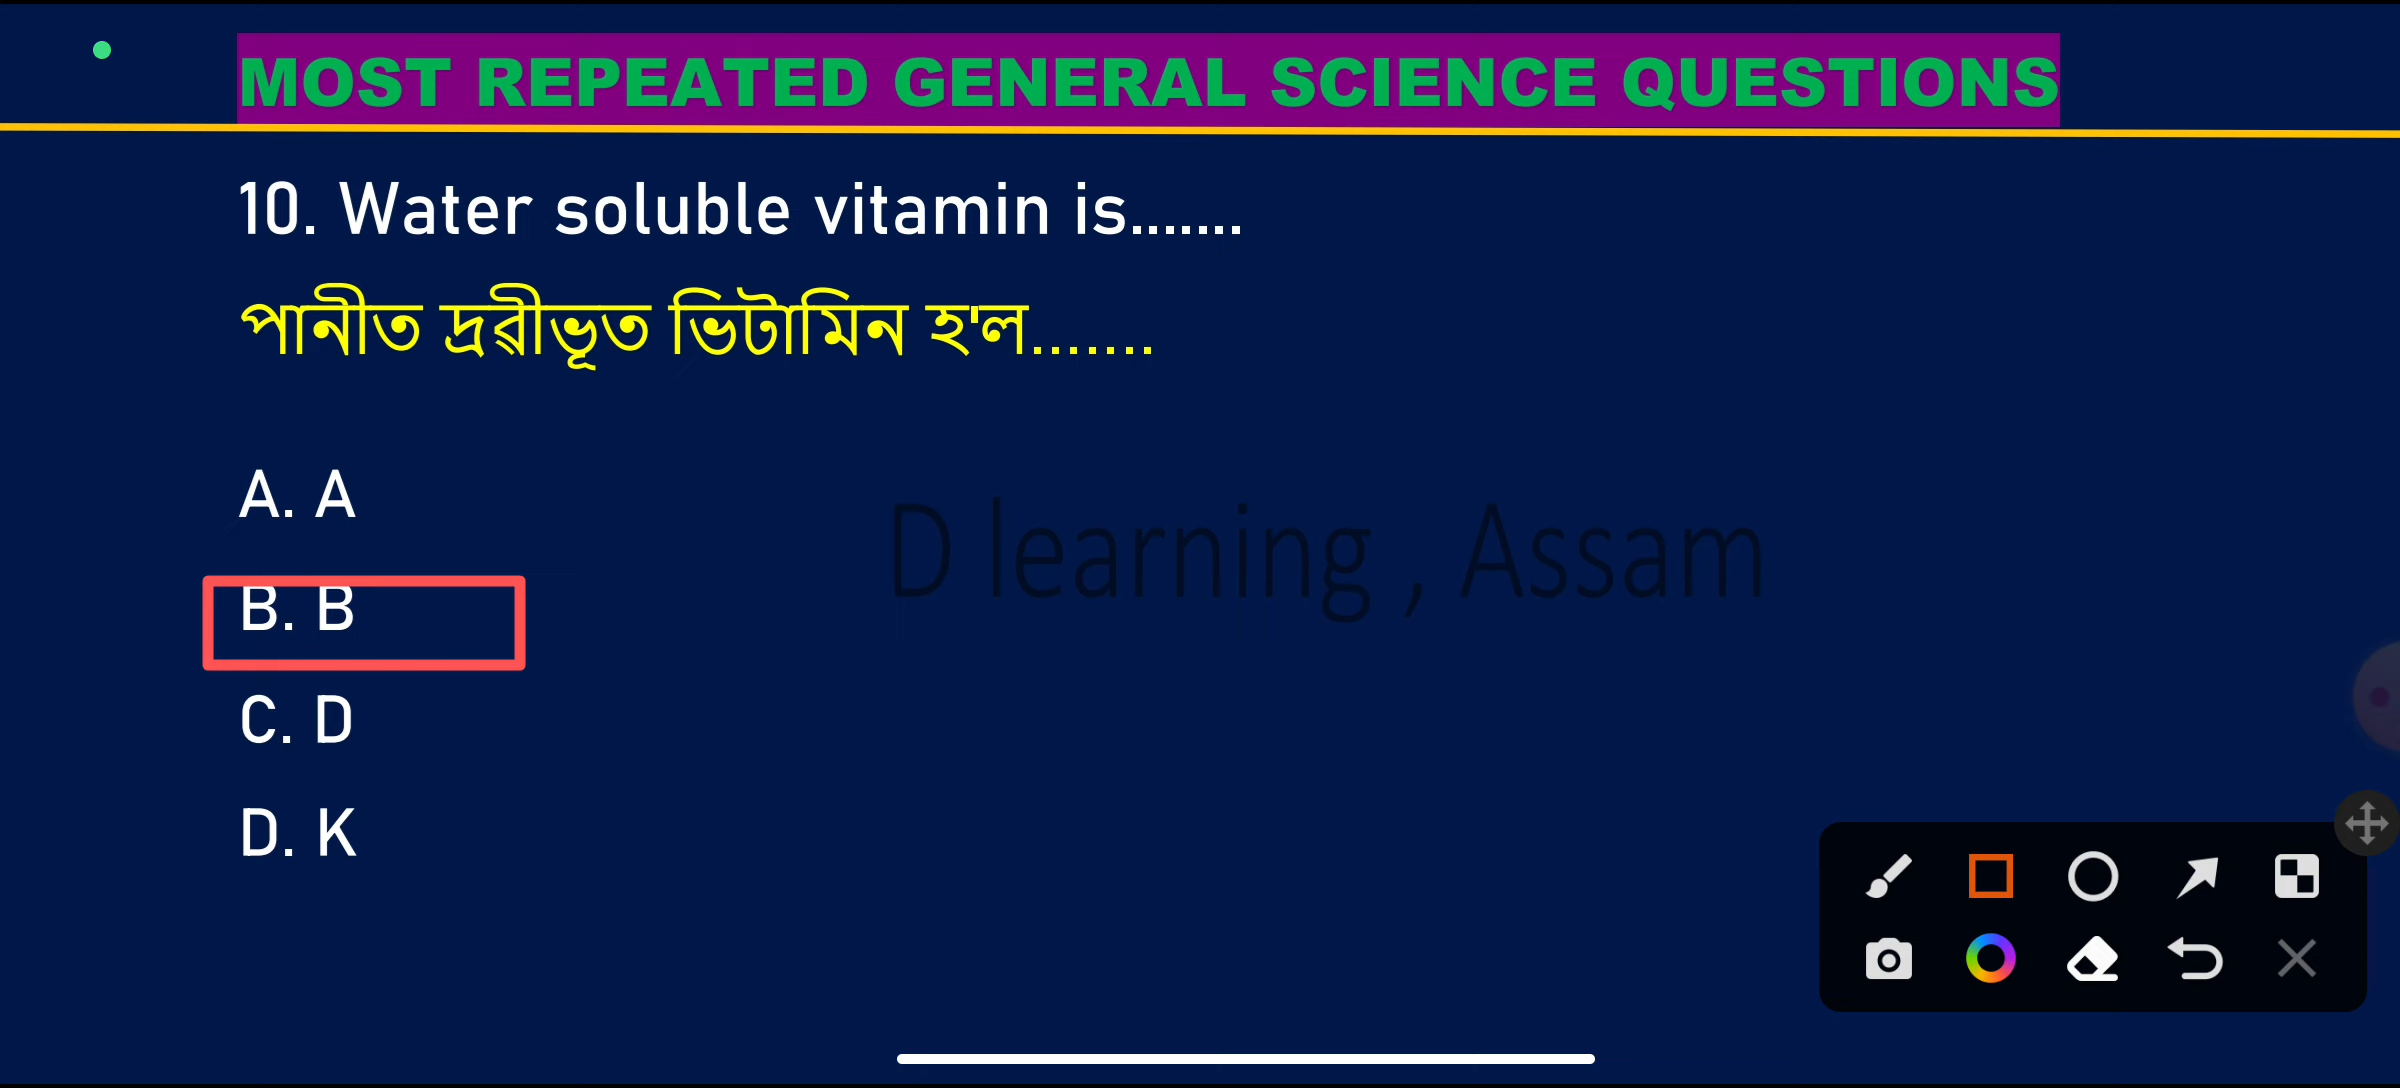 MOST REPEATED GENERAL SCIENCE QUESTIONS
10. Water soluble vitamin is.......
পানীত দ্ৰৱীভূত ভিটামিন হ'ল.......
A. A
D learning , Assam
B. B
C. D
D. K